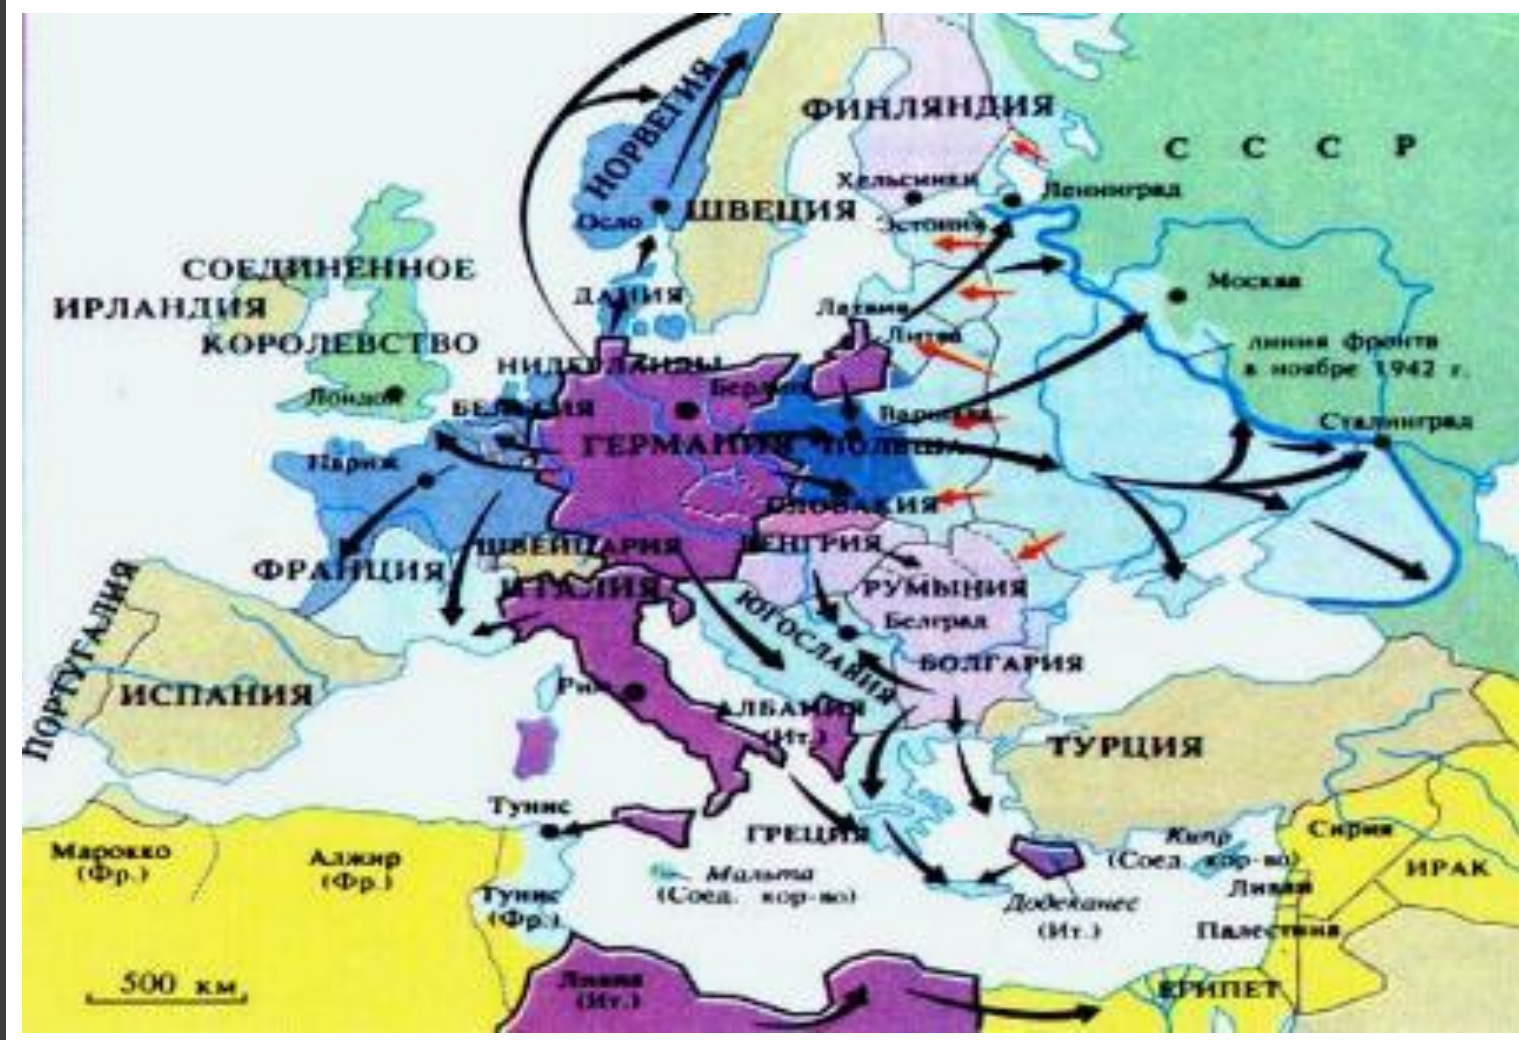 НОРВЕГИЯ
ФИНЛЯНДИЯ
С С С Р
Хельсинки
Ленинград
Осло
ШВЕЦИЯ
Эстония
СОЕДИНЕННОЕ
КОРОЛЕВСТВО
ИРЛАНДИЯ
ДАНИЯ
Москва
Латвия
Литва
линия фронта
в ноябре 1942 г.
НИДЕРЛАНДЫ
Берлин
Лондон
БЕЛЬГИЯ
Варшава
Сталинград
ГЕРМАНИЯ
ПОЛЬША
Париж
СЛОВАКИЯ
ШВЕЙЦАРИЯ
ВЕНГРИЯ
ФРАНЦИЯ
ИТАЛИЯ
РУМЫНИЯ
ЮГОСЛАВИЯ
Белград
ПОРТУГАЛИЯ
БОЛГАРИЯ
ИСПАНИЯ
Рим
АЛБАНИЯ
(Ит.)
ТУРЦИЯ
Тунис
ГРЕЦИЯ
Кипр
(Соед. кор-во)
Сирия
Марокко
(Фр.)
Алжир
(Фр.)
Мальта
(Соед. кор-во)
ИРАК
Тунис
(Фр.)
Додеканес
(Ит.)
Ливан
Палестина
500 км
Ливия
(Ит.)
ЕГИПЕТ